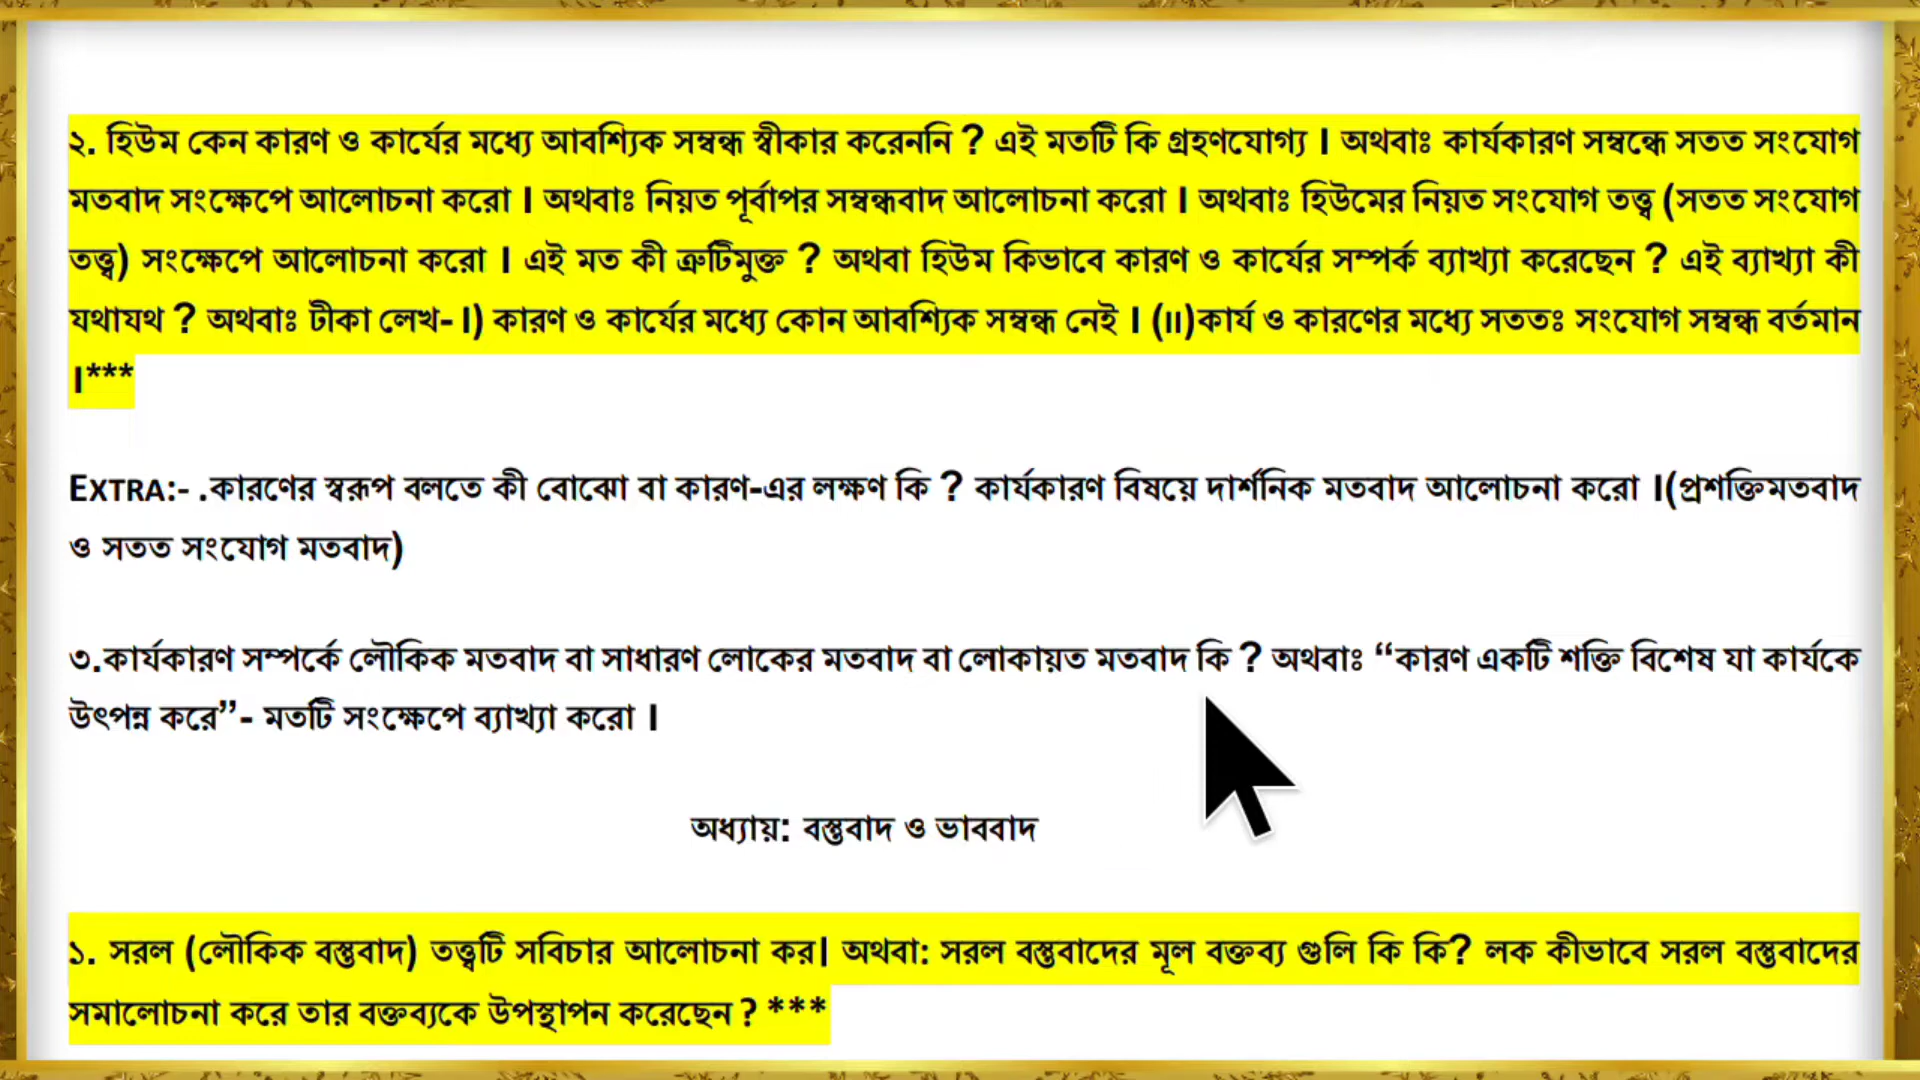 ২. হিউম কেন কারণ ও কার্যের মধ্যে আবশ্যিক সম্বন্ধ স্বীকার করেননি ? এই মতটি কি গ্রহণযোগ্য । অথবাঃ কার্যকারণ সম্বন্ধে সতত সংযোগ
মতবাদ সংক্ষেপে আলোচনা করো । অথবাঃ নিয়ত পূর্বাপর সম্বন্ধবাদ আলোচনা করো । অথবাঃ হিউমের নিয়ত সংযোগ তত্ত্ব (সতত সংযোগ
তত্ত্ব) সংক্ষেপে আলোচনা করো । এই মত কী ত্রুটিমুক্ত ? অথবা হিউম কিভাবে কারণ ও কার্যের সম্পর্ক ব্যাখ্যা করেছেন ? এই ব্যাখ্যা কী
যথাযথ ? অথবাঃ টীকা লেখ- ।) কারণ ও কার্যের মধ্যে কোন আবশ্যিক সম্বন্ধ নেই । (॥)কার্য ও কারণের মধ্যে সততঃ সংযোগ সম্বন্ধ বর্তমান
।***
EXTRA:- .কারণের স্বরূপ বলতে কী বোঝো বা কারণ-এর লক্ষণ কি ? কার্যকারণ বিষয়ে দার্শনিক মতবাদ আলোচনা করো ।(প্রশক্তিমতবাদ
ও সতত সংযোগ মতবাদ)
৩.কার্যকারণ সম্পর্কে লৌকিক মতবাদ বা সাধারণ লোকের মতবাদ বা লোকায়ত মতবাদ কি ? অথবাঃ “কারণ একটি শক্তি বিশেষ যা কার্যকে
উৎপন্ন করে”- মতটি সংক্ষেপে ব্যাখ্যা করো ।
অধ্যায়: বস্তুবাদ ও ভাববাদ
১. সরল (লৌকিক বস্তুবাদ) তত্ত্বটি সবিচার আলোচনা কর| অথবা: সরল বস্তুবাদের মূল বক্তব্য গুলি কি কি? লক কীভাবে সরল বস্তুবাদের
সমালোচনা করে তার বক্তব্যকে উপস্থাপন করেছেন ? ***